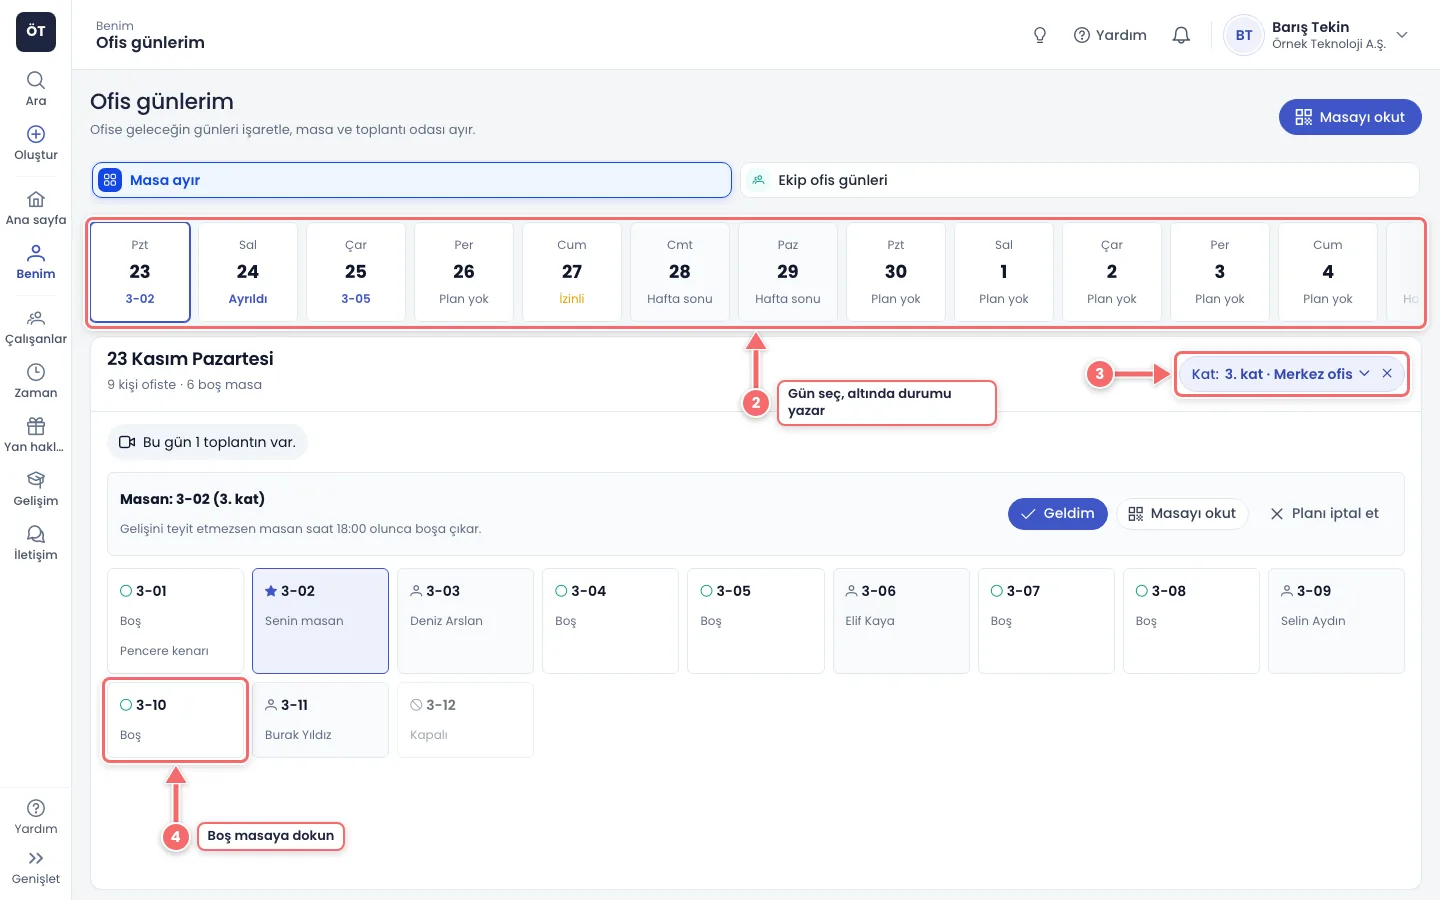 ÖT
Ara
Oluştur
Ana sayfa
Benim
Çalışanlar
Zaman
Yan hakl...
Gelişim
İletişim
Yardım
Genişlet
Benim
Ofis günlerim
Yardım
BT
Barış Tekin
Örnek Teknoloji A.Ş.
Ofis günlerim
Ofise geleceğin günleri işaretle, masa ve toplantı odası ayır.
Masayı okut
Masa ayır
Ekip ofis günleri
Pzt
23
3-02
Sal
24
Ayrıldı
Çar
25
3-05
Per
26
Plan yok
Cum
27
İzinli
Cmt
28
Hafta sonu
Paz
29
Hafta sonu
Pzt
30
Plan yok
Sal
1
Plan yok
Çar
2
Plan yok
Per
3
Plan yok
Cum
4
Plan yok
Ha
23 Kasım Pazartesi
9 kişi ofiste · 6 boş masa
2
Gün seç, altında durumu
yazar
3
Kat: 3. kat · Merkez ofis
Bu gün 1 toplantın var.
Masan: 3-02 (3. kat)
Gelişini teyit etmezsen masan saat 18:00 olunca boşa çıkar.
Geldim
Masayı okut
Planı iptal et
3-01
Boş
Pencere kenarı
3-02
Senin masan
3-03
Deniz Arslan
3-04
Boş
3-05
Boş
3-06
Elif Kaya
3-07
Boş
3-08
Boş
3-09
Selin Aydın
3-10
Boş
3-11
Burak Yıldız
3-12
Kapalı
4
Boş masaya dokun